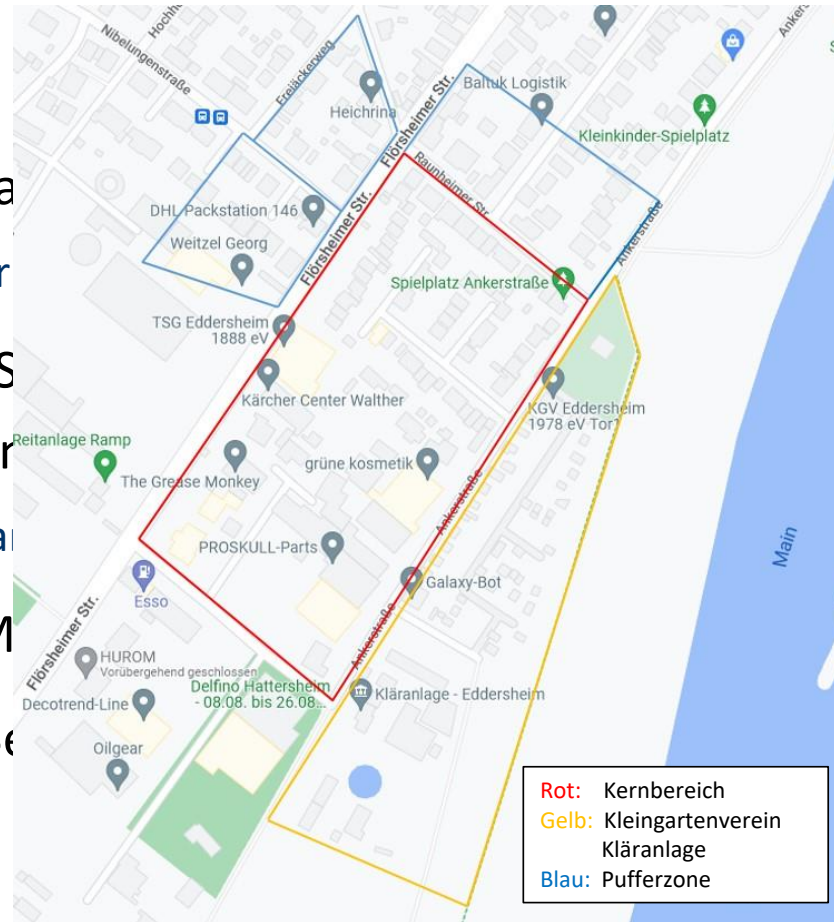 Nibelungenstraße
Freijäckerweg
Heichrina
Flörsheimer Str.
Baltuk Logistik
Kleinkinder-Spielplatz
Raunheimer Str.
DHL Packstation 146
Weitzel Georg
Flörsheimer Str.
Ankerstraße
Spielplatz Ankerstraße
TSG Eddersheim
1888 eV
Kärcher Center Walther
KGV Eddersheim
1978 eV Tor1
Reitanlage Ramp
The Grease Monkey
grüne kosmetik
Ankerstraße
PROSKULL-Parts
Main
Esso
Galaxy-Bot
Flörsheimer Str.
Ankerstraße
HUROM
Vorübergehend geschlossen
Delfino Hattersheim
- 08.08. bis 26.08...
Kläranlage - Eddersheim
Decotrend-Line
Oilgear
Rot: Kernbereich
Gelb: Kleingartenverein
Kläranlage
Blau: Pufferzone